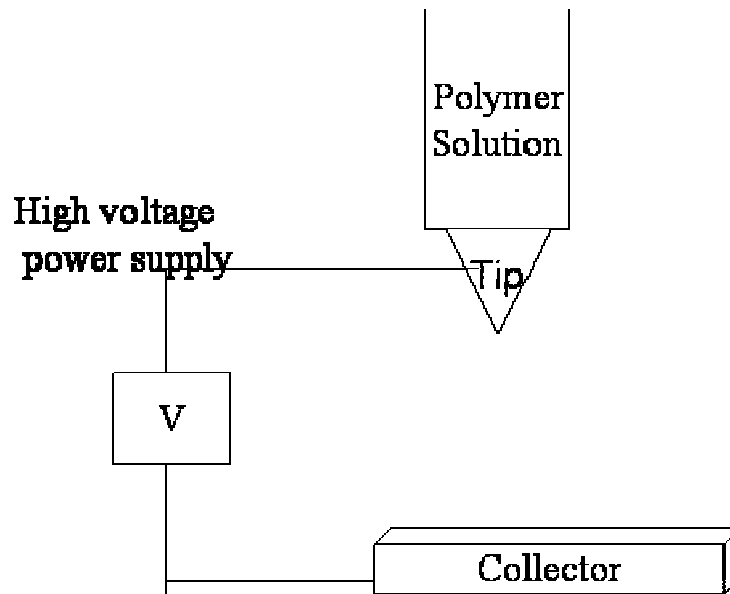 Polymer
Solution
High voltage
power supply
Tip
V
Collector